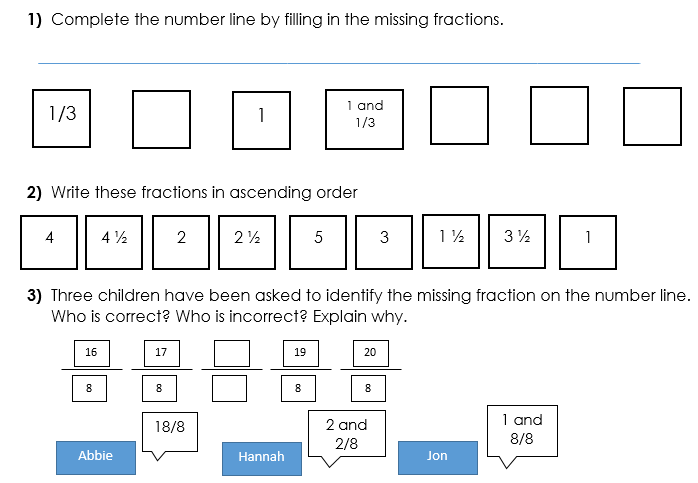 1) Complete the number line by filling in the missing fractions.
1/3 1 1 and
1/3
2) Write these fractions in ascending order
4 4 ½ 2 2 ½ 5 3 1 ½ 3 ½ 1
3) Three children have been asked to identify the missing fraction on the number line.
Who is correct? Who is incorrect? Explain why.
16 17 19 20
8 8 8 8
18/8
2 and
2/8
1 and
8/8
Abbie Hannah Jon